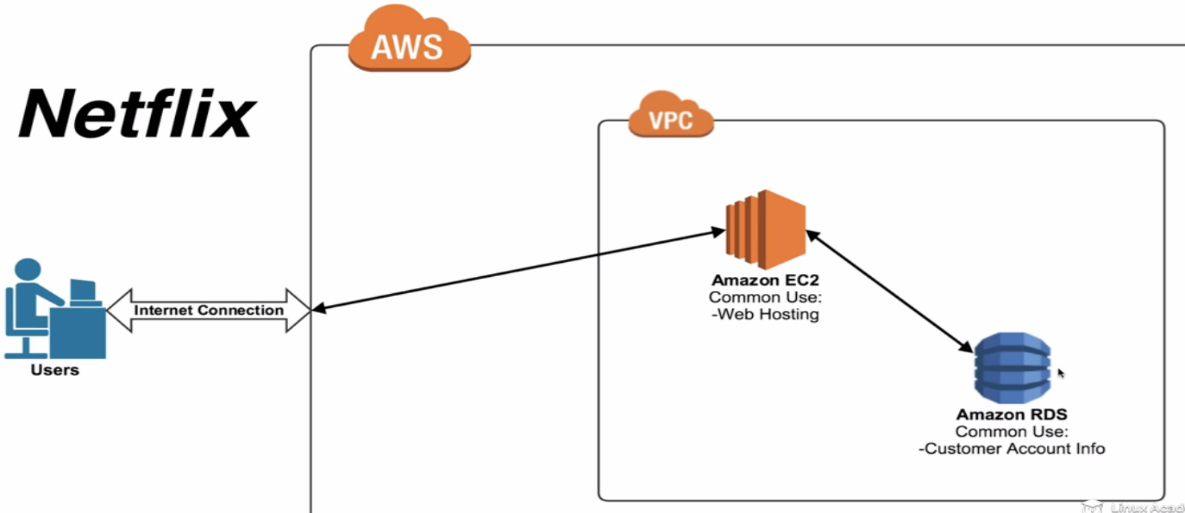 AWS
Netflix
VPC
Amazon EC2
Common Use:
-Web Hosting
Internet Connection
Users
Amazon RDS
Common Use:
-Customer Account Info
Linux